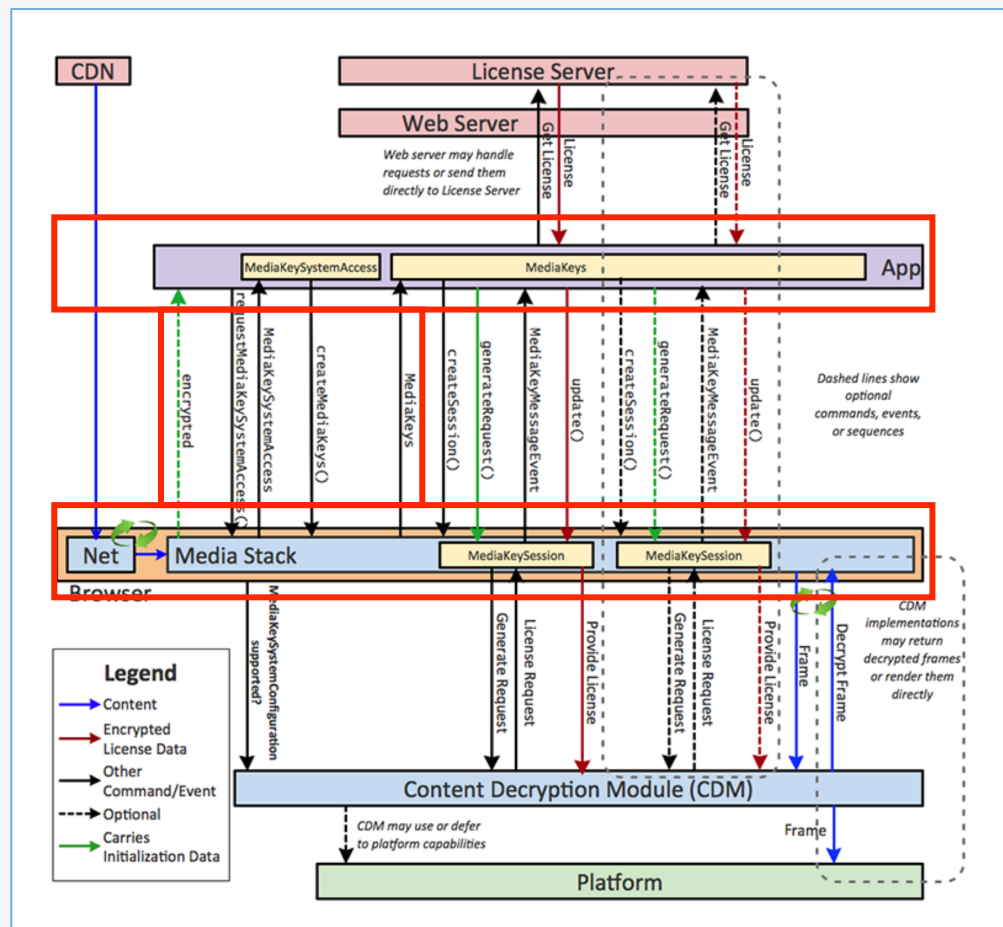 CDN
License Server
Web Server
Web server may handle
requests or send them
directly to License Server
Get License
License
Get License
License
MediaKeySystemAccess
MediaKeys
App
encrypted
requestMediaKeySystemAccess()
MediaKeySystemAccess
createMediaKeys()
MediaKeys
createSession()
generateRequest()
MediaKeyMessageEvent
update()
createSession()
generateRequest()
MediaKeyMessageEvent
update()
Dashed lines show
optional
commands, events,
or sequences
Net
Media Stack
MediaKeySession
MediaKeySession
Browser
MediaKeySystemConfiguration
supported?
Generate Request
License Request
Provide License
Generate Request
License Request
Provide License
Frame
Decrypt Frame
CDM
implementations
may return
decrypted frames
or render them
directly
Legend
Content
Encrypted
License Data
Other
Command/Event
Optional
Carries
Initialization Data
Content Decryption Module (CDM)
CDM may use or defer
to platform capabilities
Frame
Platform